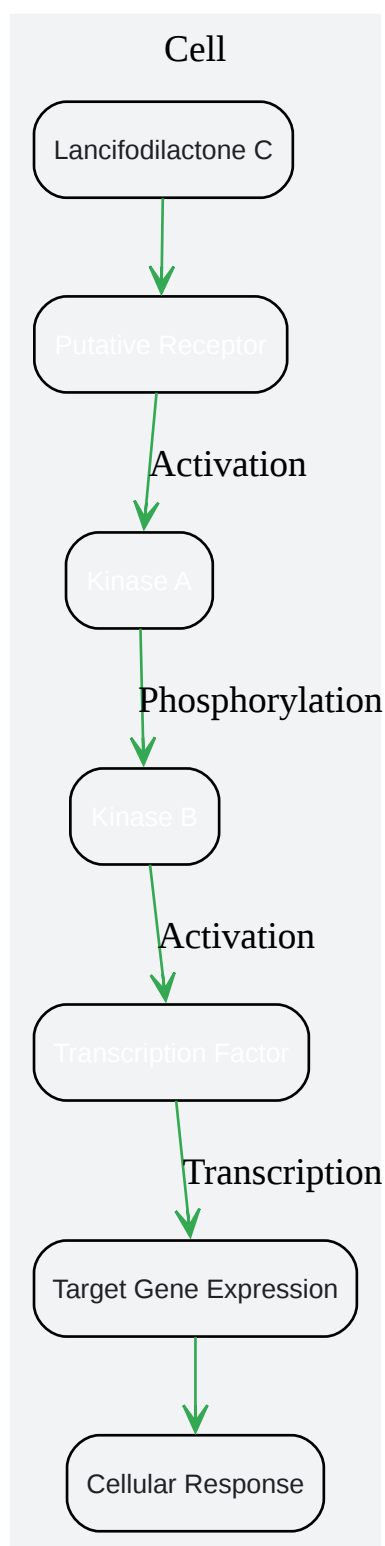 Cell
Lancifodilactone C
Putative Receptor
Activation
Kinase A
Phosphorylation
Kinase B
Activation
Transcription Factor
Transcription
Target Gene Expression
Cellular Response